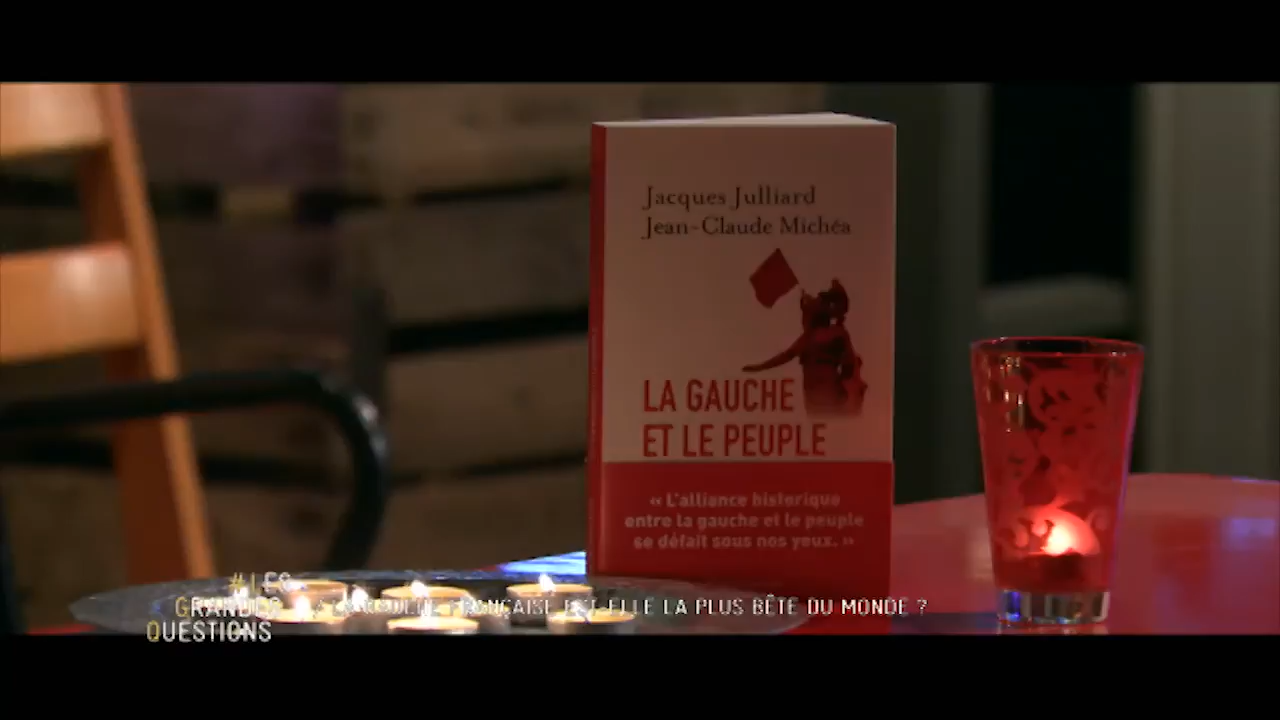 Jacques Julliard
Jean-Claude Michéa
LA GAUCHE
ET LE PEUPLE
« L'alliance historique
entre la gauche et le peuple
se défait sous nos yeux. »
#LES
GRANDES
QUESTIONS
FRANÇAISE EST-ELLE LA PLUS BÊTE DU MONDE ?